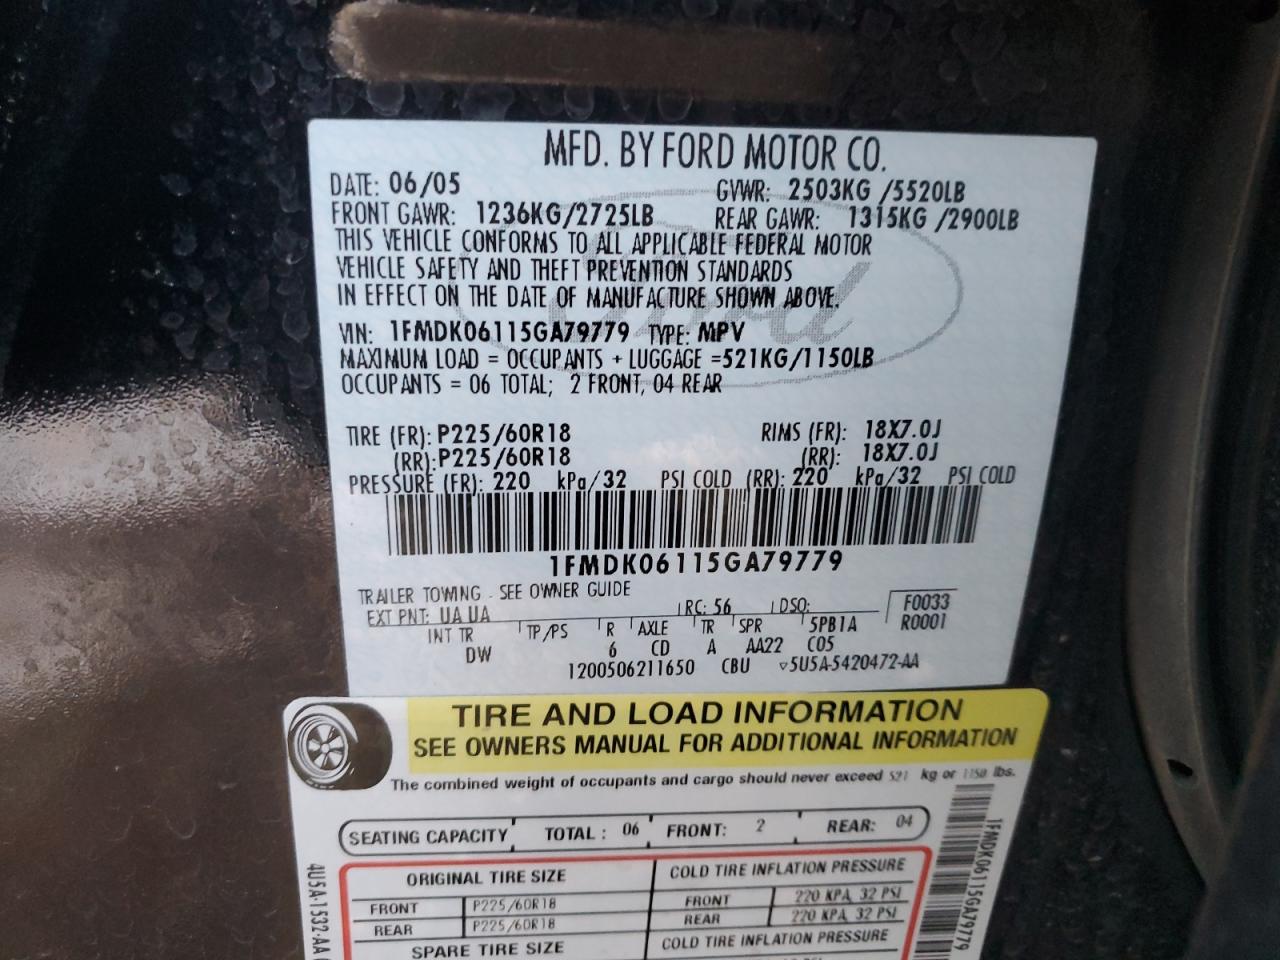 MFD. BY FORD MOTOR CO.
DATE: 06/05 GVWR: 2503KG /5520LB
FRONT GAWR: 1236KG/2725LB REAR GAWR: 1315KG /2900LB
THIS VEHICLE CONFORMS TO ALL APPLICABLE FEDERAL MOTOR
VEHICLE SAFETY AND THEFT PREVENTION STANDARDS
IN EFFECT ON THE DATE OF MANUFACTURE SHOWN ABOVE.
Ford
VIN: 1FMDK06115GA79779 TYPE: MPV
MAXIMUM LOAD = OCCUPANTS + LUGGAGE =521KG/1150LB
OCCUPANTS = 06 TOTAL; 2 FRONT, 04 REAR
TIRE (FR): P225/60R18 RIMS (FR): 18X7.0J
(RR): P225/60R18 (RR): 18X7.0J
PRESSURE (FR): 220 kPa/32 PSI COLD (RR): 220 kPa/32 PSI COLD
1FMDK06115GA79779
TRAILER TOWING - SEE OWNER GUIDE
EXT PNT: UA UA RC: 56 DSO: F0033
INT TR TP/PS R AXLE TR SPR 5PB1A R0001
DW 6 CD A AA22 C05
1200506211650 CBU ▽5U5A-5420472-AA
TIRE AND LOAD INFORMATION
SEE OWNERS MANUAL FOR ADDITIONAL INFORMATION
The combined weight of occupants and cargo should never exceed 521 kg or 1150 lbs.
SEATING CAPACITY TOTAL : 06 FRONT: 2 REAR: 04
ORIGINAL TIRE SIZE COLD TIRE INFLATION PRESSURE
FRONT P225/60R18 FRONT 220 KPA, 32 PSI
REAR P225/60R18 REAR 220 KPA, 32 PSI
SPARE TIRE SIZE COLD TIRE INFLATION PRESSURE
4U5A-1532-AA
1FMDK06115GA79779